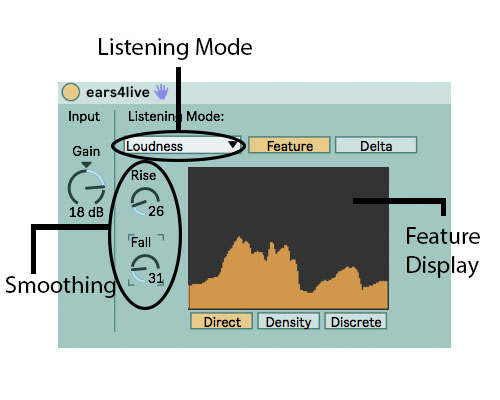 Listening Mode
ears4live
Input
Listening Mode:
Loudness
Feature
Delta
Gain
18 dB
Rise
26
Fall
31
Smoothing
Feature
Display
Direct
Density
Discrete